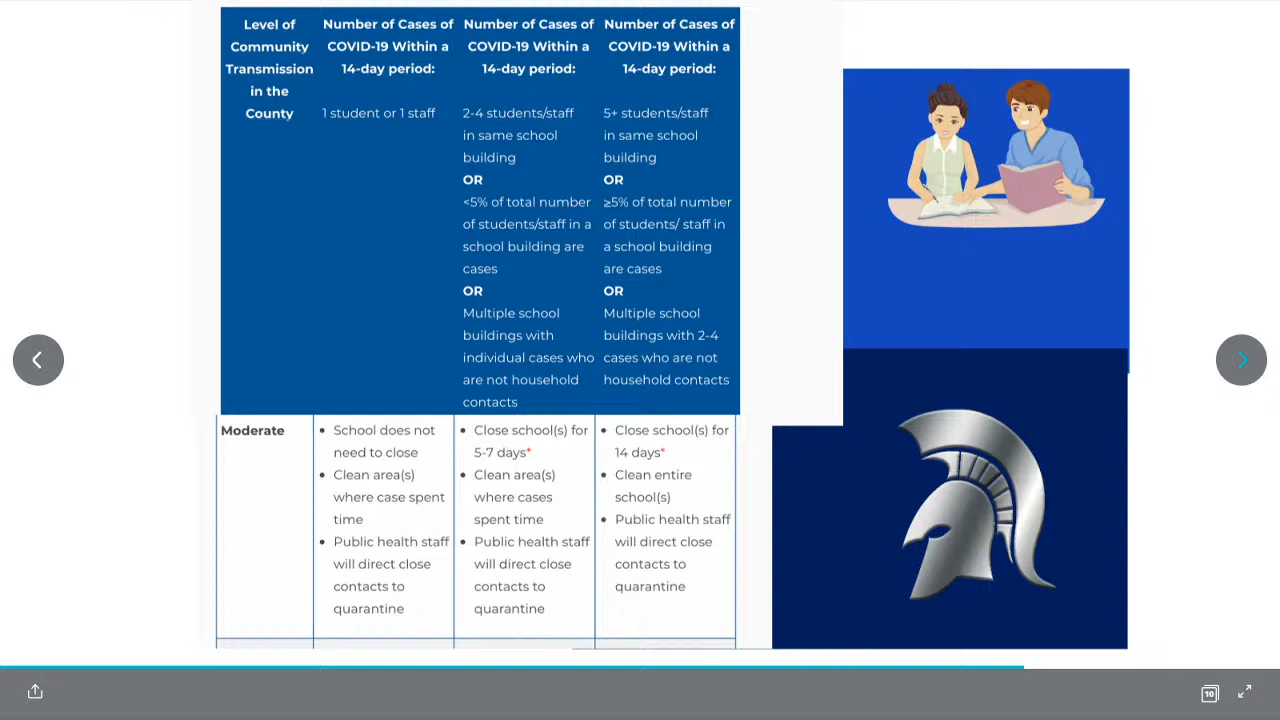 Level of
Community
Transmission
in the
County
Number of Cases of
COVID-19 Within a
14-day period:
1 student or 1 staff
Number of Cases of
COVID-19 Within a
14-day period:
2-4 students/staff
in same school
building
OR
<5% of total number
of students/staff in a
school building are
cases
OR
Multiple school
buildings with
individual cases who
are not household
contacts
Number of Cases of
COVID-19 Within a
14-day period:
5+ students/staff
in same school
building
OR
≥5% of total number
of students/ staff in
a school building
are cases
OR
Multiple school
buildings with 2-4
cases who are not
household contacts
Moderate
• School does not
need to close
• Clean area(s)
where case spent
time
• Public health staff
will direct close
contacts to
quarantine
• Close school(s) for
5-7 days*
• Clean area(s)
where cases
spent time
• Public health staff
will direct close
contacts to
quarantine
• Close school(s) for
14 days*
• Clean entire
school(s)
• Public health staff
will direct close
contacts to
quarantine
10